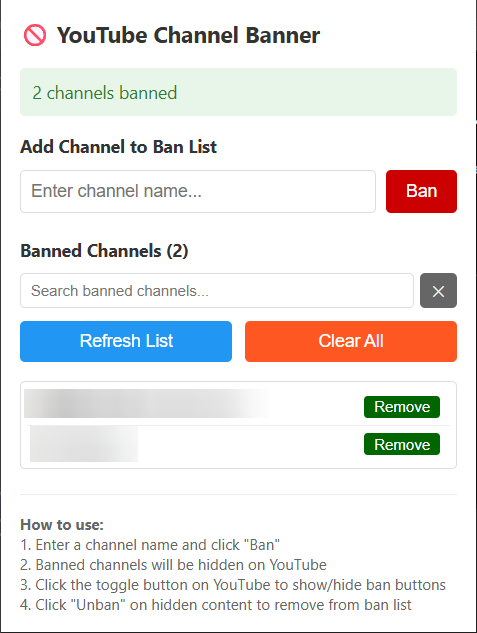 YouTube Channel Banner
2 channels banned
Add Channel to Ban List
Enter channel name...
Ban
Banned Channels (2)
Search banned channels...
Refresh List
Clear All
Remove
Remove
How to use:
1. Enter a channel name and click "Ban"
2. Banned channels will be hidden on YouTube
3. Click the toggle button on YouTube to show/hide ban buttons
4. Click "Unban" on hidden content to remove from ban list